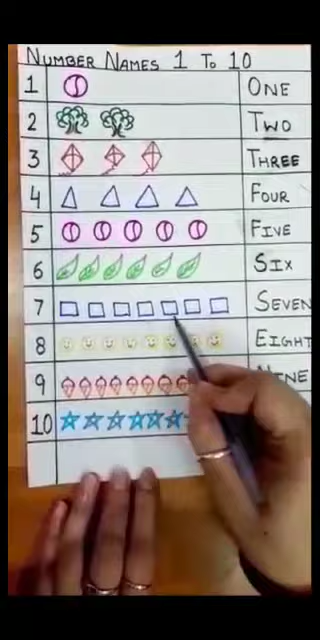 NUMBER NAMES 1 TO 10
1 ONE
2 TWO
3 THREE
4 FOUR
5 FIVE
6 SIX
7 SEVEN
8 EIGHT
9 NINE
10